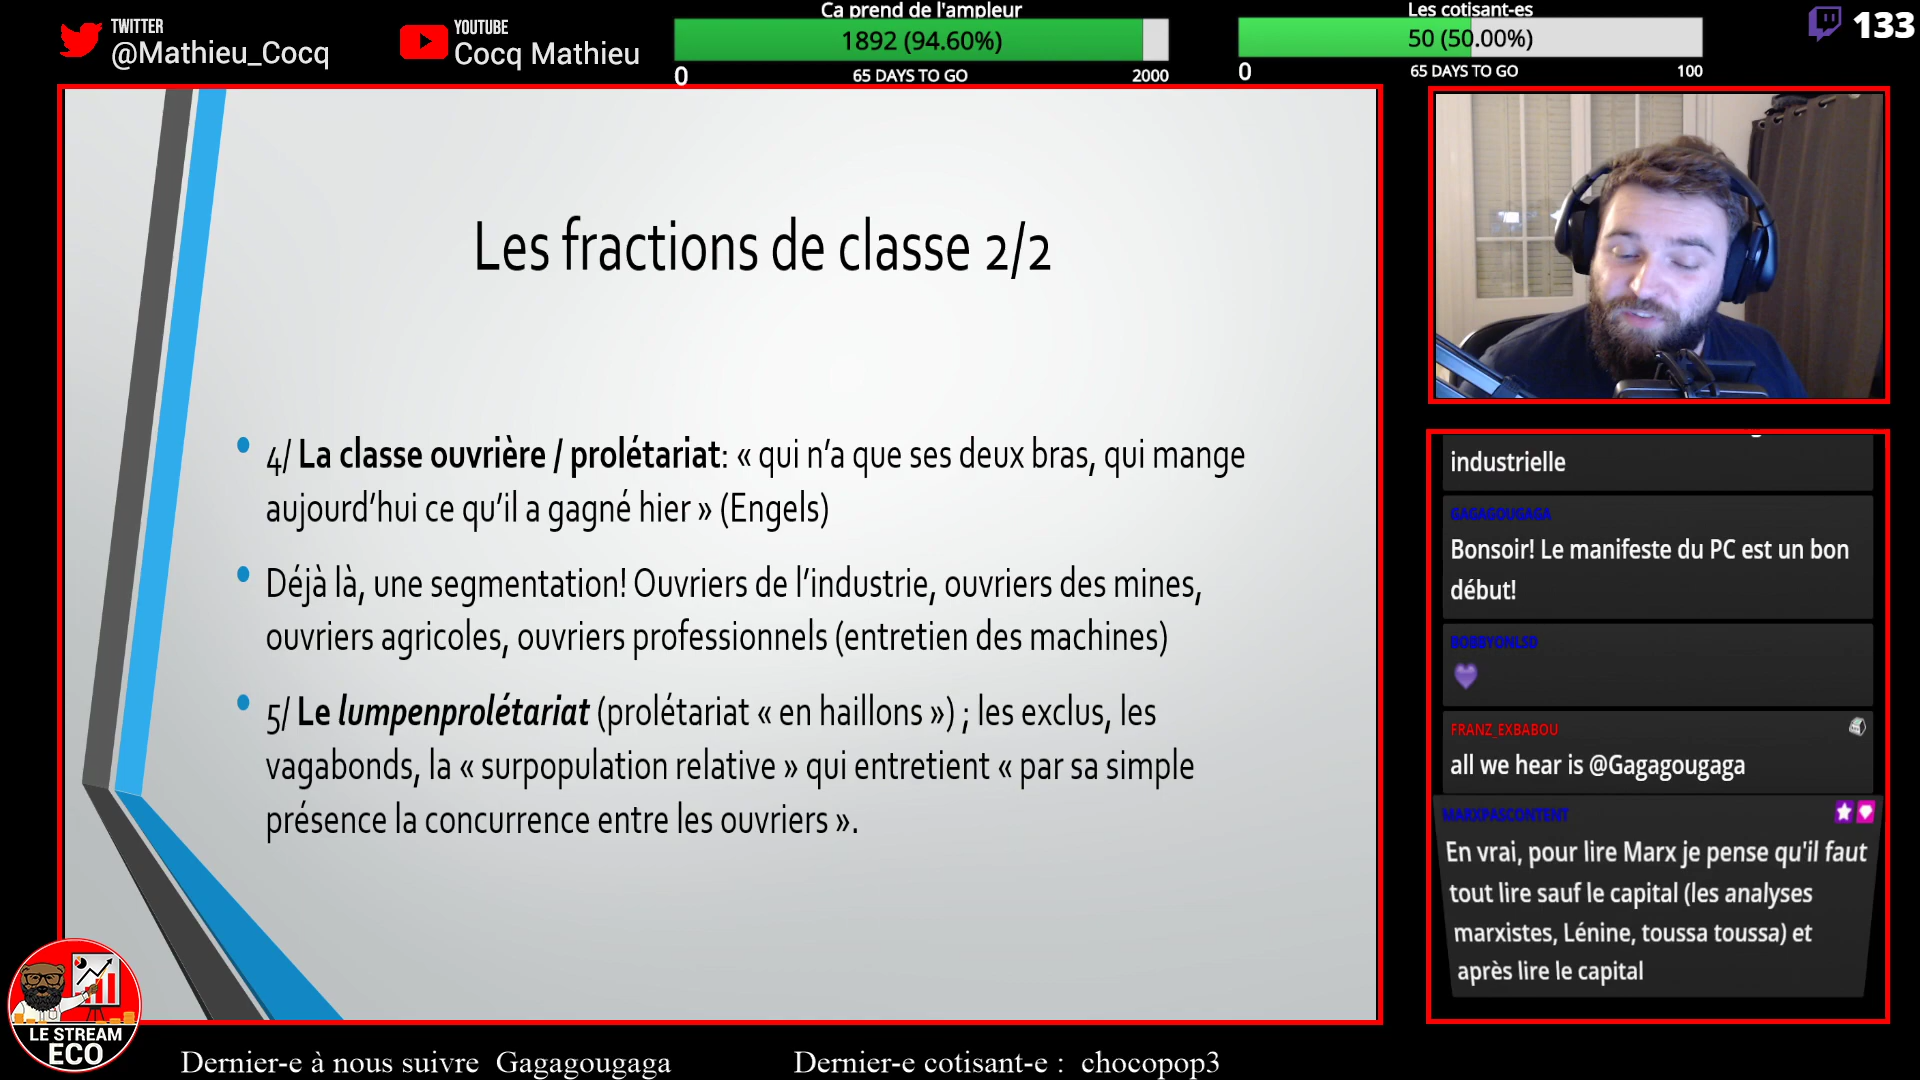 TWITTER
@Mathieu_Cocq
YOUTUBE
Cocq Mathieu
Ca prend de l'ampleur
1892 (94.60%)
0
65 DAYS TO GO
2000
Les cotisant-es
50 (50.00%)
0
65 DAYS TO GO
100
133
Les fractions de classe 2/2
4/ La classe ouvrière / prolétariat: « qui n’a que ses deux bras, qui mange
aujourd’hui ce qu’il a gagné hier » (Engels)
Déjà là, une segmentation! Ouvriers de l’industrie, ouvriers des mines,
ouvriers agricoles, ouvriers professionnels (entretien des machines)
5/ Le lumpenprolétariat (prolétariat « en haillons ») ; les exclus, les
vagabonds, la « surpopulation relative » qui entretient « par sa simple
présence la concurrence entre les ouvriers ».
industrielle
GAGAGOUGAGA
Bonsoir! Le manifeste du PC est un bon
début!
BOBBYONLSD
FRANZ_EXBABOU
all we hear is @Gagagougaga
MARXPASCONTENT
En vrai, pour lire Marx je pense qu'il faut
tout lire sauf le capital (les analyses
marxistes, Lénine, toussa toussa) et
après lire le capital
LE STREAM
ECO
Dernier-e à nous suivre Gagagougaga
Dernier-e cotisant-e : chocopop3